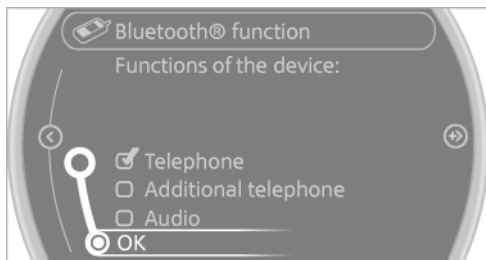 Bluetooth® function
Functions of the device:
Telephone
Additional telephone
Audio
OK